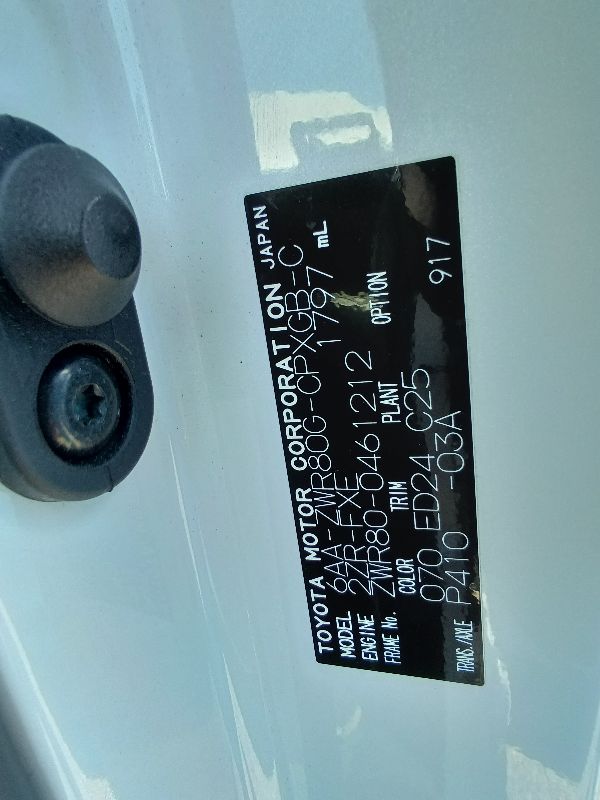 TOYOTA MOTOR CORPORATION JAPAN
MODEL 6AA-ZWR80G-CPXGB-C
ENGINE 2ZR-FXE 1797 mL
FRAME No. ZWR80-0461212
COLOR TRIM PLANT OPTION
070 ED24 C25
TRANS./AXLE P410 -03A 917